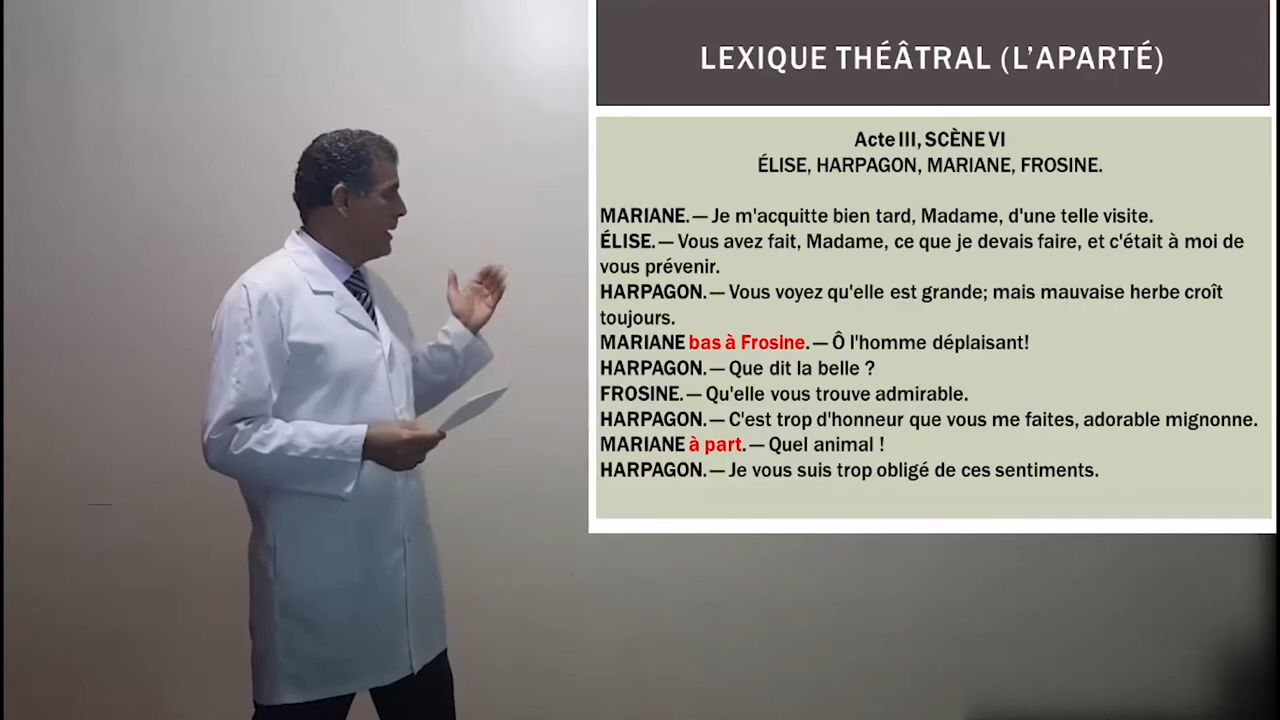 LEXIQUE THÉÂTRAL (L'APARTÉ)
Acte III, SCÈNE VI
ÉLISE, HARPAGON, MARIANE, FROSINE.
MARIANE.— Je m'acquitte bien tard, Madame, d'une telle visite.
ÉLISE.— Vous avez fait, Madame, ce que je devais faire, et c'était à moi de
vous prévenir.
HARPAGON.— Vous voyez qu'elle est grande; mais mauvaise herbe croît
toujours.
MARIANE bas à Frosine.— Ô l'homme déplaisant!
HARPAGON.— Que dit la belle ?
FROSINE.— Qu'elle vous trouve admirable.
HARPAGON.— C'est trop d'honneur que vous me faites, adorable mignonne.
MARIANE à part.— Quel animal !
HARPAGON.— Je vous suis trop obligé de ces sentiments.